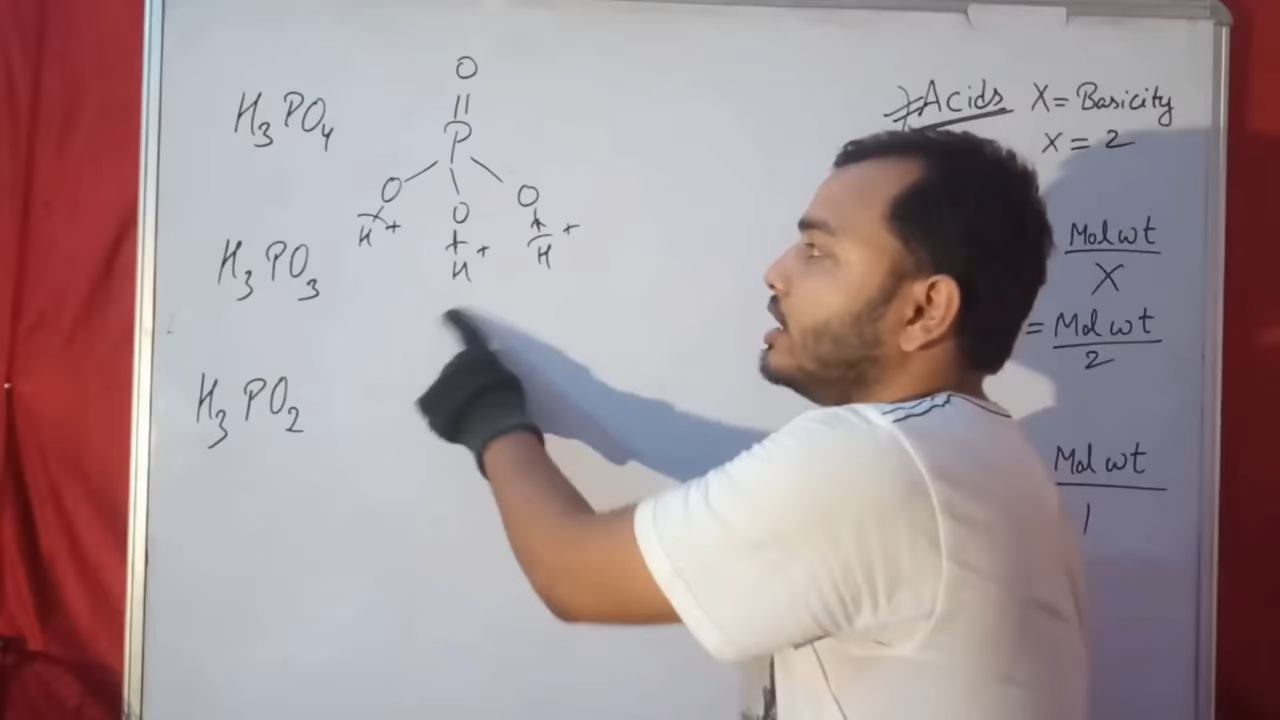 H₃PO₄
O
||
P
O O O
H⁺ H⁺ H⁺
H₃PO₃
H₃PO₂
Acids X = Basicity
X = 2
Mol wt
X
= Mol wt
2
Mol wt
1